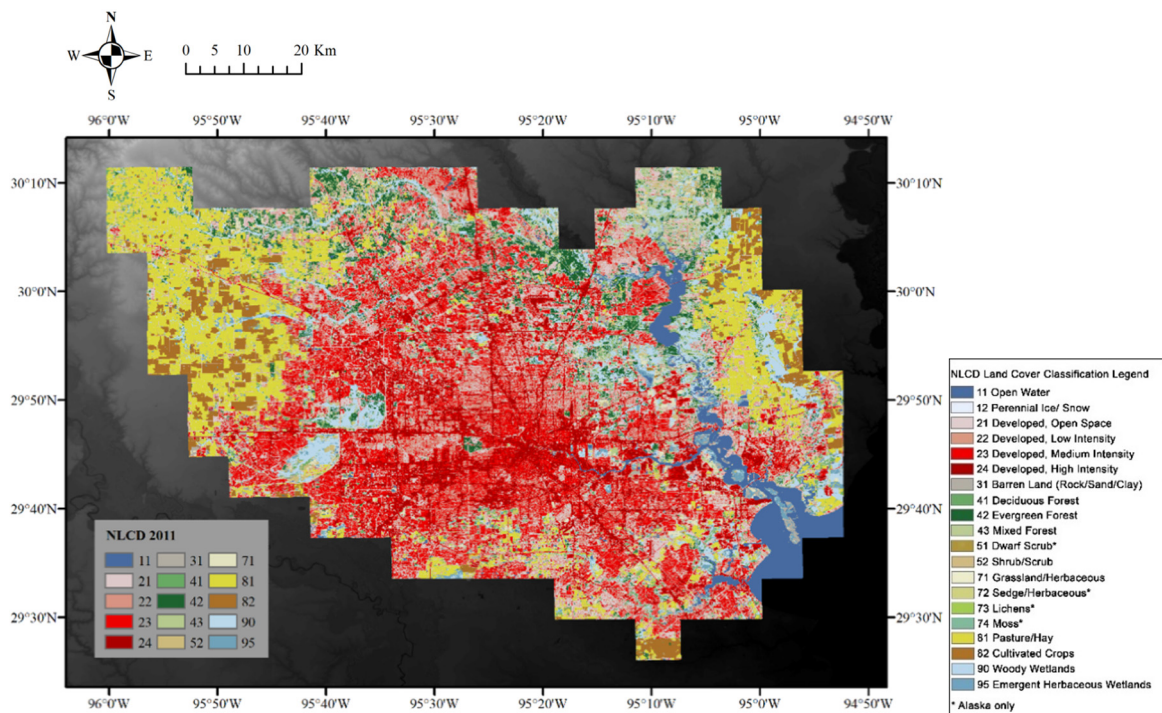 N
W E
S
0 5 10 20 Km
96°0'W 95°50'W 95°40'W 95°30'W 95°20'W 95°10'W 95°0'W 94°50'W
30°10'N 30°10'N
30°0'N 30°0'N
29°50'N 29°50'N
29°40'N 29°40'N
29°30'N 29°30'N
96°0'W 95°50'W 95°40'W 95°30'W 95°20'W 95°10'W 95°0'W 94°50'W
NLCD 2011
11 31 71
21 41 81
22 42 82
23 43 90
24 52 95
NLCD Land Cover Classification Legend
11 Open Water
12 Perennial Ice/ Snow
21 Developed, Open Space
22 Developed, Low Intensity
23 Developed, Medium Intensity
24 Developed, High Intensity
31 Barren Land (Rock/Sand/Clay)
41 Deciduous Forest
42 Evergreen Forest
43 Mixed Forest
51 Dwarf Scrub*
52 Shrub/Scrub
71 Grassland/Herbaceous
72 Sedge/Herbaceous*
73 Lichens*
74 Moss*
81 Pasture/Hay
82 Cultivated Crops
90 Woody Wetlands
95 Emergent Herbaceous Wetlands
* Alaska only